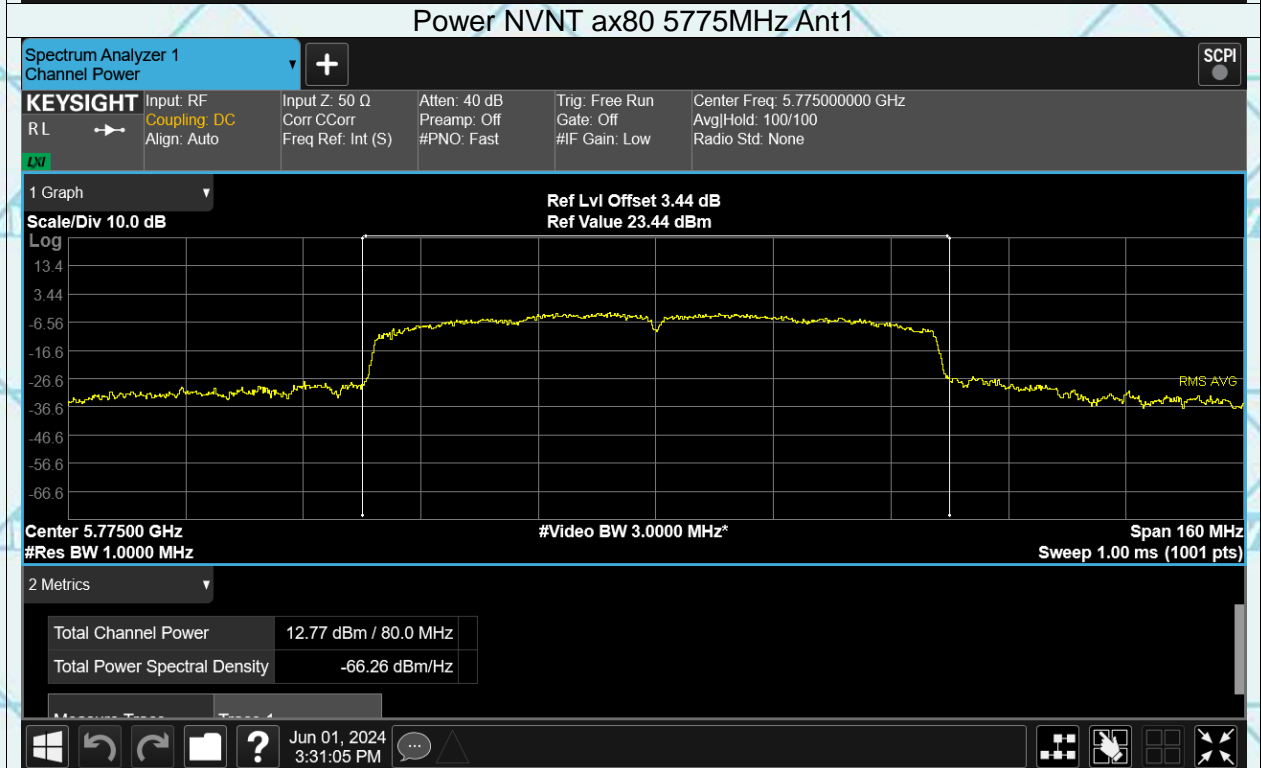 Power NVNT ax80 5775MHz Ant1
Spectrum Analyzer 1
Channel Power
SCPI
KEYSIGHT
R L
LXI
Input: RF
Coupling: DC
Align: Auto
Input Z: 50 Ω
Corr CCorr
Freq Ref: Int (S)
Atten: 40 dB
Preamp: Off
#PNO: Fast
Trig: Free Run
Gate: Off
#IF Gain: Low
Center Freq: 5.775000000 GHz
Avg|Hold: 100/100
Radio Std: None
1 Graph
Scale/Div 10.0 dB
Ref Lvl Offset 3.44 dB
Ref Value 23.44 dBm
Log
13.4
3.44
-6.56
-16.6
-26.6
-36.6
-46.6
-56.6
-66.6
RMS AVG
Center 5.77500 GHz
#Video BW 3.0000 MHz*
Span 160 MHz
#Res BW 1.0000 MHz
Sweep 1.00 ms (1001 pts)
2 Metrics
Total Channel Power 12.77 dBm / 80.0 MHz
Total Power Spectral Density -66.26 dBm/Hz
Measure Trace Trace 1
?
Jun 01, 2024
3:31:05 PM